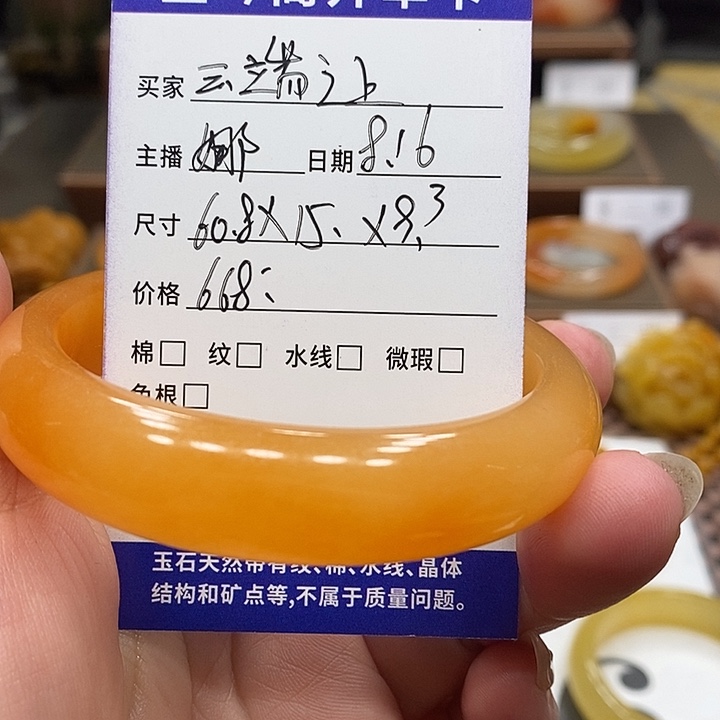 买家 云端之上
主播 娜 日期 8.16
尺寸 60.8X15.X8.3
价格 668:
棉□ 纹□ 水线□ 微瑕□
色根□
玉石天然带有纹、棉、水线、晶体
结构和矿点等,不属于质量问题。